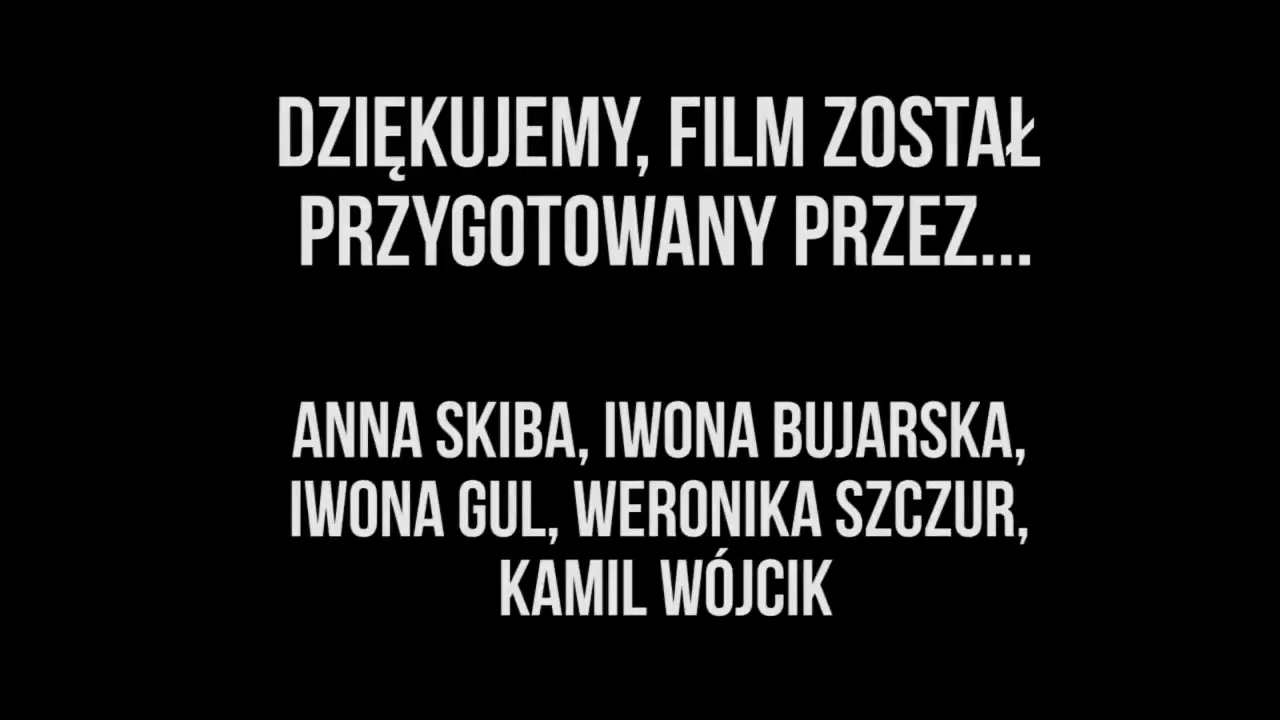 DZIĘKUJEMY, FILM ZOSTAŁ
PRZYGOTOWANY PRZEZ...
ANNA SKIBA, IWONA BUJARSKA,
IWONA GUL, WERONIKA SZCZUR,
KAMIL WÓJCIK